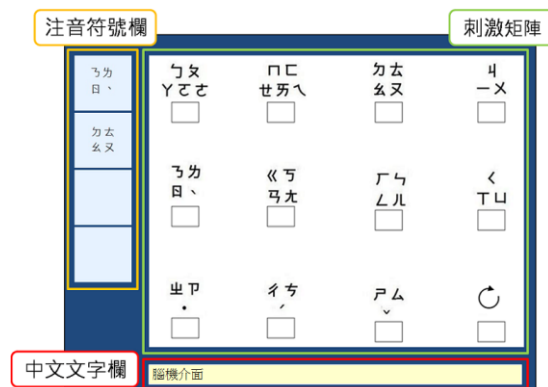 注音符號欄
刺激矩陣
ㄋㄌ
ㄖˋ
ㄉㄊ
ㄠㄡ
ㄅㄆ
ㄚㄛㄜ
ㄇㄈ
ㄝㄞㄟ
ㄉㄊ
ㄠㄡ
ㄐ
ㄧㄨ
ㄋㄌ
ㄖˋ
ㄍㄎ
ㄢㄤ
ㄏㄣ
ㄥㄦ
ㄑ
ㄒㄩ
ㄓㄗ
˙
ㄔㄘ
ˊ
ㄕㄙ
ˇ
中文文字欄
腦機介面